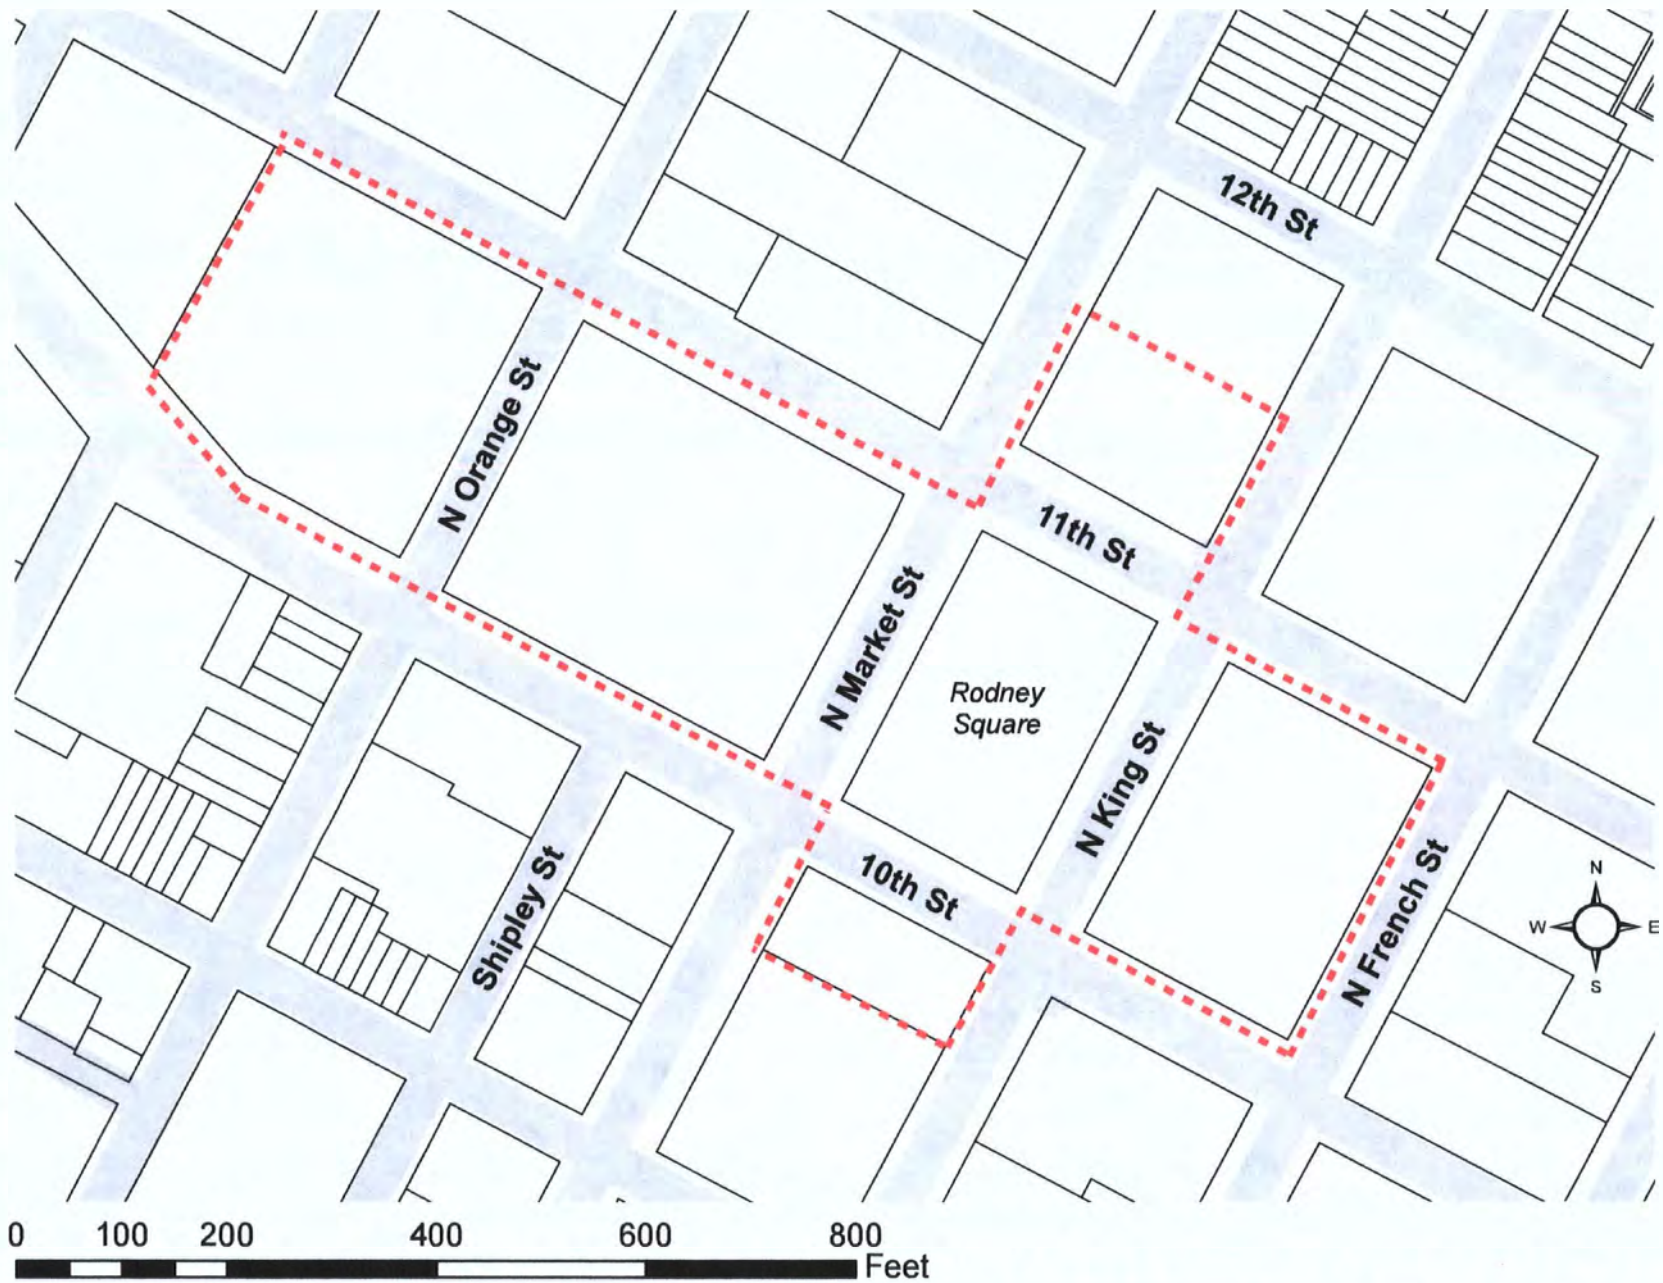 12th St
N Orange St
11th St
N Market St
Rodney
Square
N King St
10th St
Shipley St
N French St
N
W E
S
0 100 200 400 600 800
Feet